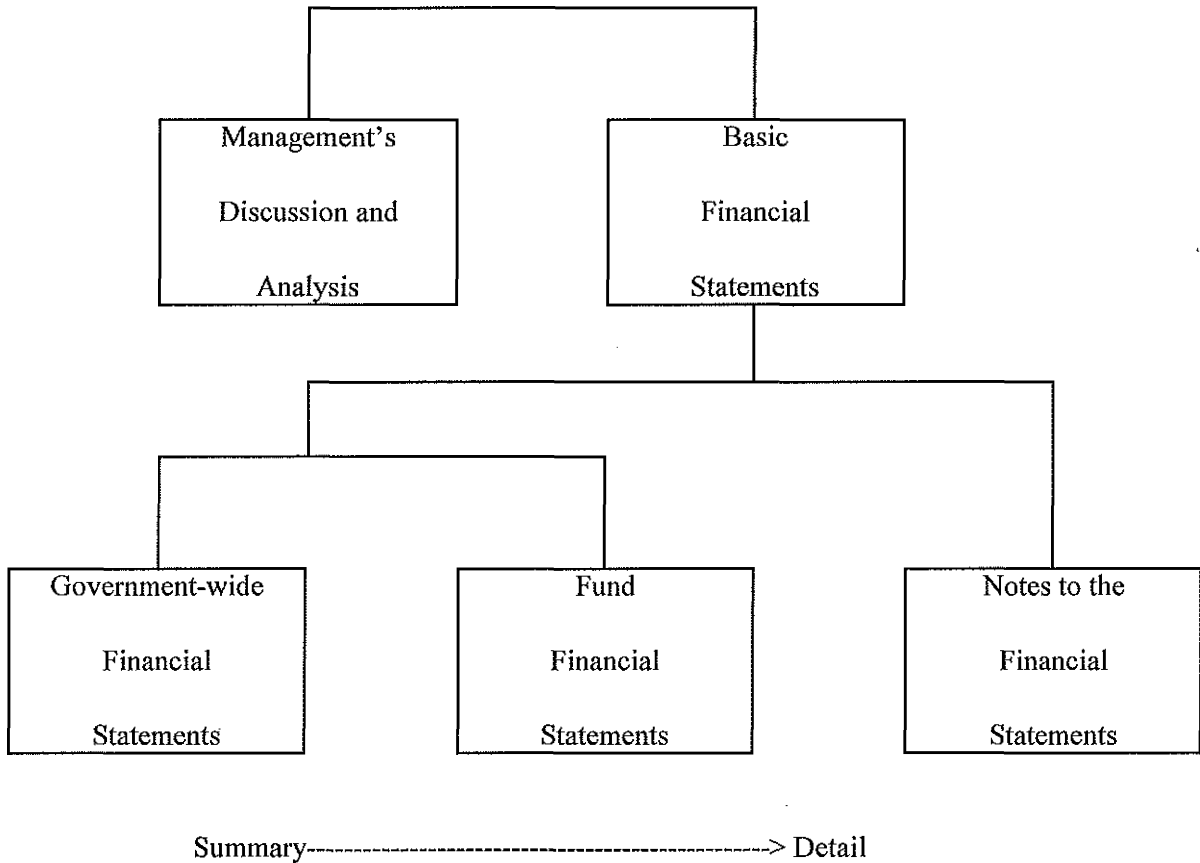 Management's
Discussion and
Analysis
Basic
Financial
Statements
Government-wide
Financial
Statements
Fund
Financial
Statements
Notes to the
Financial
Statements
Summary------------------------------------------------> Detail